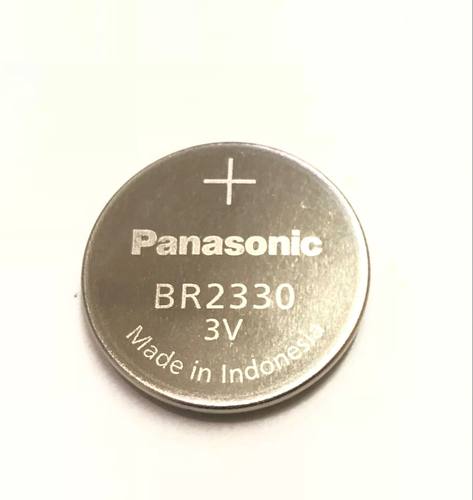 +
Panasonic
BR2330
3V
Made in Indonesia